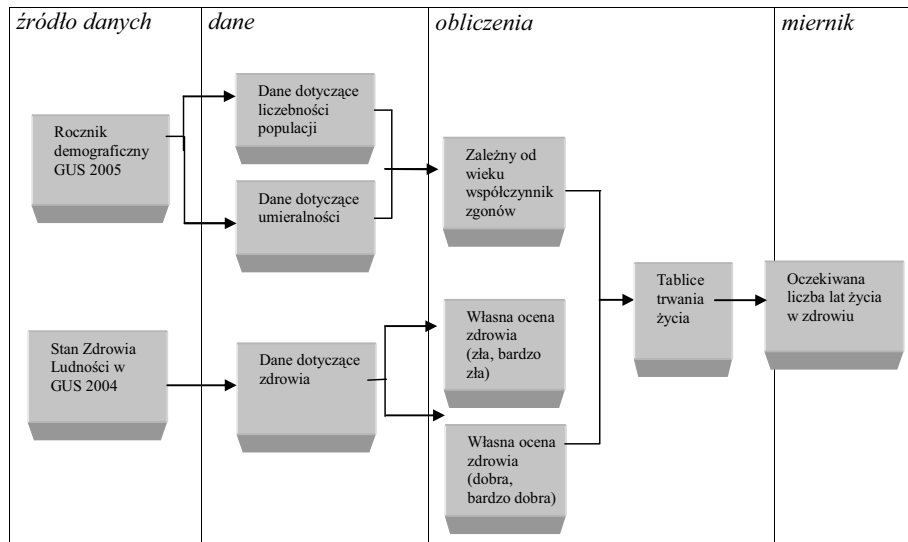 źródło danych
dane
obliczenia
miernik
Rocznik
demograficzny
GUS 2005
Stan Zdrowia
Ludności w
GUS 2004
Dane dotyczące
liczebności
populacji
Dane dotyczące
umieralności
Dane dotyczące
zdrowia
Zależny od
wieku
współczynnik
zgonów
Własna ocena
zdrowia
(zła, bardzo
zła)
Własna ocena
zdrowia
(dobra,
bardzo dobra)
Tablice
trwania
życia
Oczekiwana
liczba lat życia
w zdrowiu